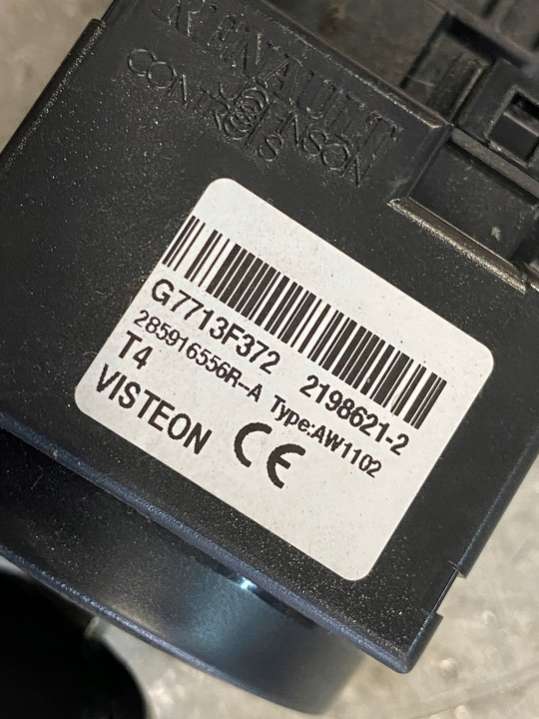 RENAULT
JOHNSON
CONTROLS
G7713F372 2198621-2
285916556R-A Type:AW1102
T4
VISTEON CE